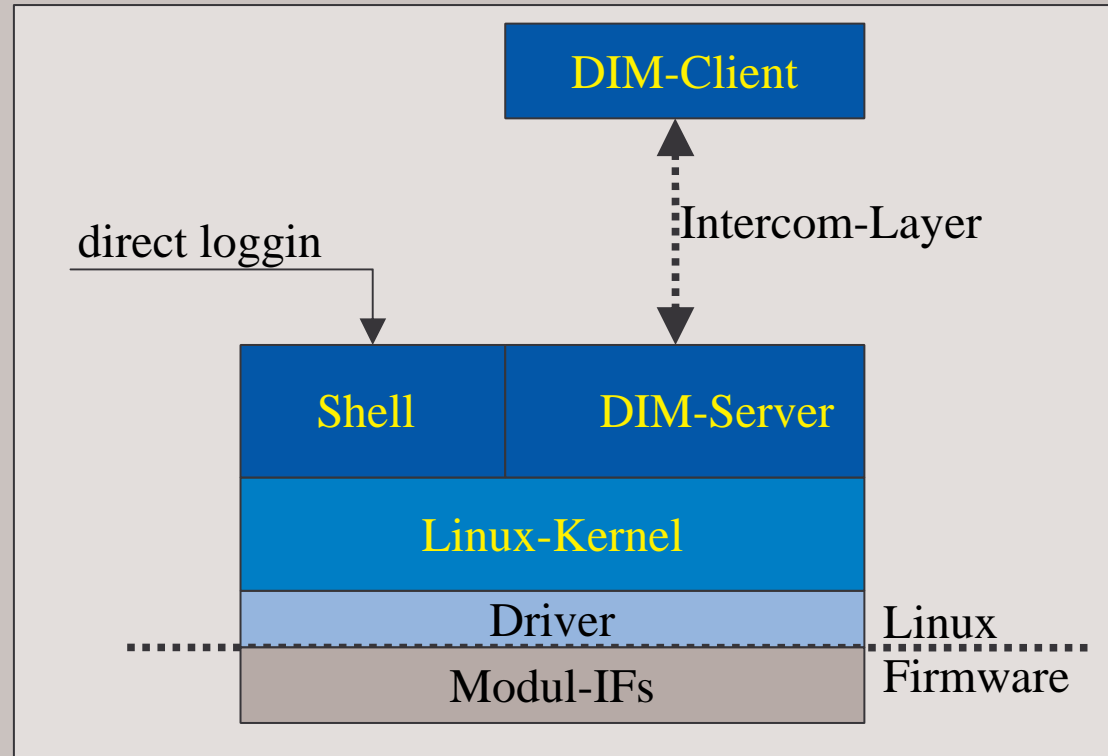 DIM-Client
Intercom-Layer
direct loggin
Shell
DIM-Server
Linux-Kernel
Driver
Linux
Modul-IFs
Firmware